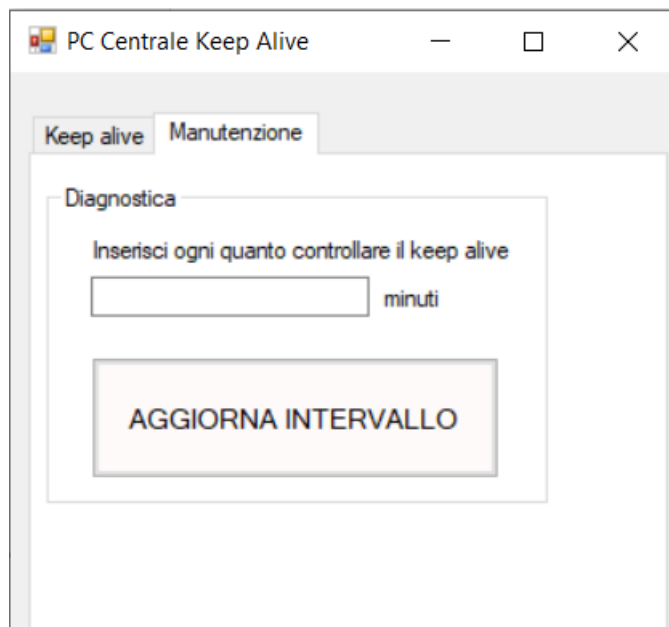 PC Centrale Keep Alive
Keep alive Manutenzione
Diagnostica
Inserisci ogni quanto controllare il keep alive
minuti
AGGIORNA INTERVALLO